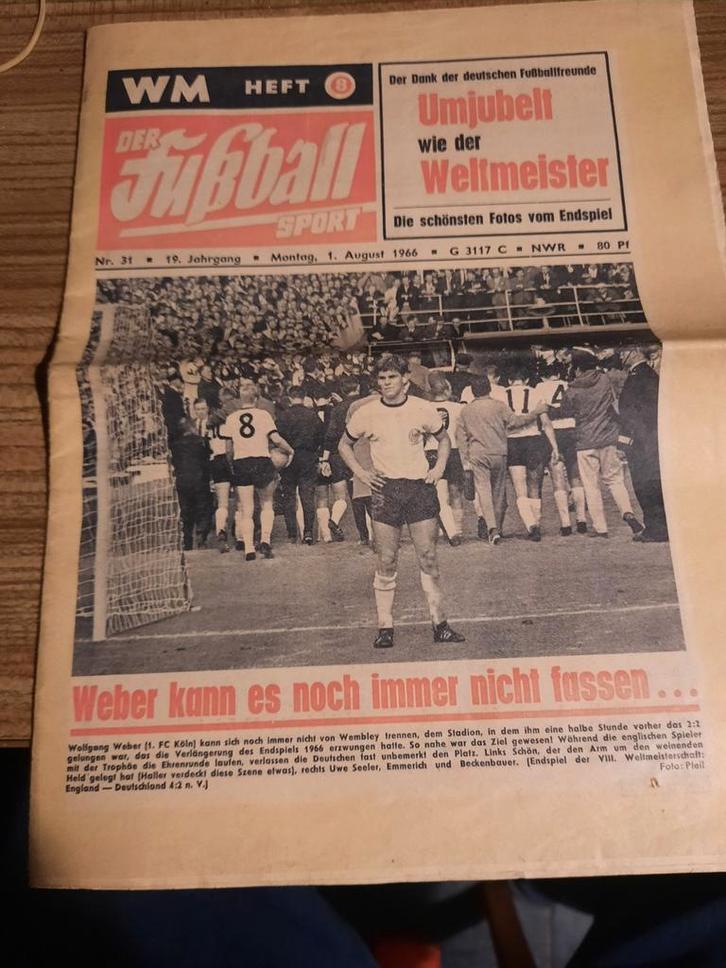 WM HEFT 8
DER
Fußball
SPORT
Der Dank der deutschen Fußballfreunde
Umjubelt
wie der
Weltmeister
Die schönsten Fotos vom Endspiel
Nr. 31 ▪ 19. Jahrgang ▪ Montag, 1. August 1966 ▪ G 3117 C ▪ NWR ▪ 80 Pf
8
11
4
Weber kann es noch immer nicht fassen ...
Wolfgang Weber (1. FC Köln) kann sich noch immer nicht von Wembley trennen, dem Stadion, in dem ihm eine halbe Stunde vorher das 2:2
gelungen war, das die Verlängerung des Endspiels 1966 erzwungen hatte. So nahe war das Ziel gewesen! Während die englischen Spieler
mit der Trophäe die Ehrenrunde laufen, verlassen die Deutschen fast unbemerkt den Platz. Links Schön, der den Arm um den weinenden
Held gelegt hat (Haller verdeckt diese Szene etwas), rechts Uwe Seeler, Emmerich und Beckenbauer. (Endspiel der VIII. Weltmeisterschaft:
England — Deutschland 4:2 n. V.) Foto: Pfeil